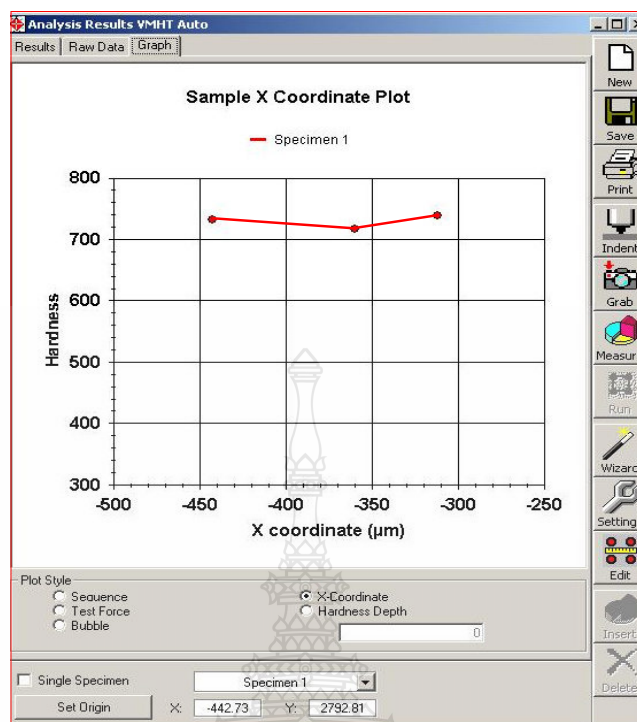 Analysis Results VMHT Auto
Results Raw Data Graph
Sample X Coordinate Plot
Specimen 1
800
700
600
500
400
300
Hardness
-500 -450 -400 -350 -300 -250
X coordinate (µm)
Plot Style
Sequence
Test Force
Bubble
X-Coordinate
Hardness Depth
0
Single Specimen
Specimen 1
Set Origin X: -442.73 Y: 2792.81
New
Save
Print
Indent
Grab
Measur
Run
Wizard
Setting
Edit
Insert
Delete